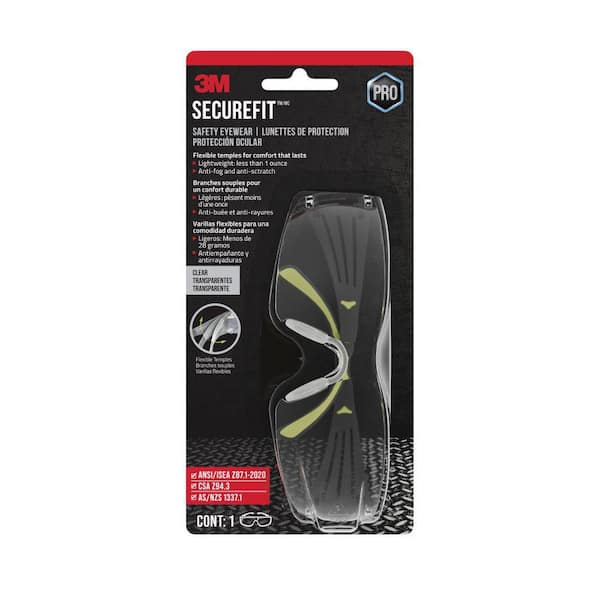 3M
PRO
SECUREFIT™/MC
SAFETY EYEWEAR | LUNETTES DE PROTECTION
PROTECCIÓN OCULAR
Flexible temples for comfort that lasts
• Lightweight: less than 1 ounce
• Anti-fog and anti-sctratch
Branches souples pour
un confort durable
• Légères: pèsent moins
d'une once
• Anti-buée et anti-rayures
Varillas flexibles para una
comodidad duradera
• Ligeros: Menos de
28 gramos
• Antiempañante y
antirrayaduras
CLEAR
TRANSPARENTES
TRANSPARENTE
Flexible Temples
Branches souples
Varillas flexibles
ANSI/ISEA Z87.1-2020
CSA Z94.3
AS/NZS 1337.1
CONT: 1